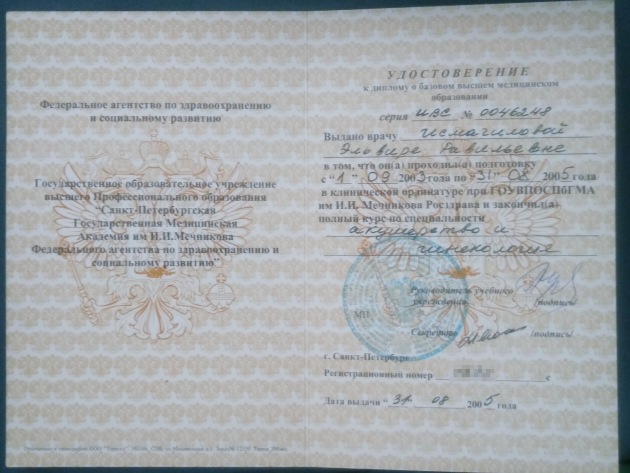 Федеральное агентство по здравоохранению
и социальному развитию
Государственное образовательное учреждение
высшего Профессионального образования
"Санкт-Петербургская
Государственная Медицинская
Академия им И.И.Мечникова
Федерального агентства по здравоохранению и
социальному развитию"
УДОСТОВЕРЕНИЕ
к диплому о базовом высшем медицинском
образовании
серия ИВС № 0046248
Выдано врачу Исмагиловой
Эльвире Равильевне
в том, что он(а) проходил(а) подготовку
с "1" 09 2003 года по "31" 08 2005 года
в клинической ординатуре при ГОУВПОСПбГМА
им И.И. Мечникова Росздрава и закончил(а)
полный курс по специальности
акушерство и
гинекология
Руководитель учебного
учреждения /подпись/
МП
Секретарь /подпись/
г. Санкт-Петербург
Регистрационный номер с
Дата выдачи "31" 08 2005 года